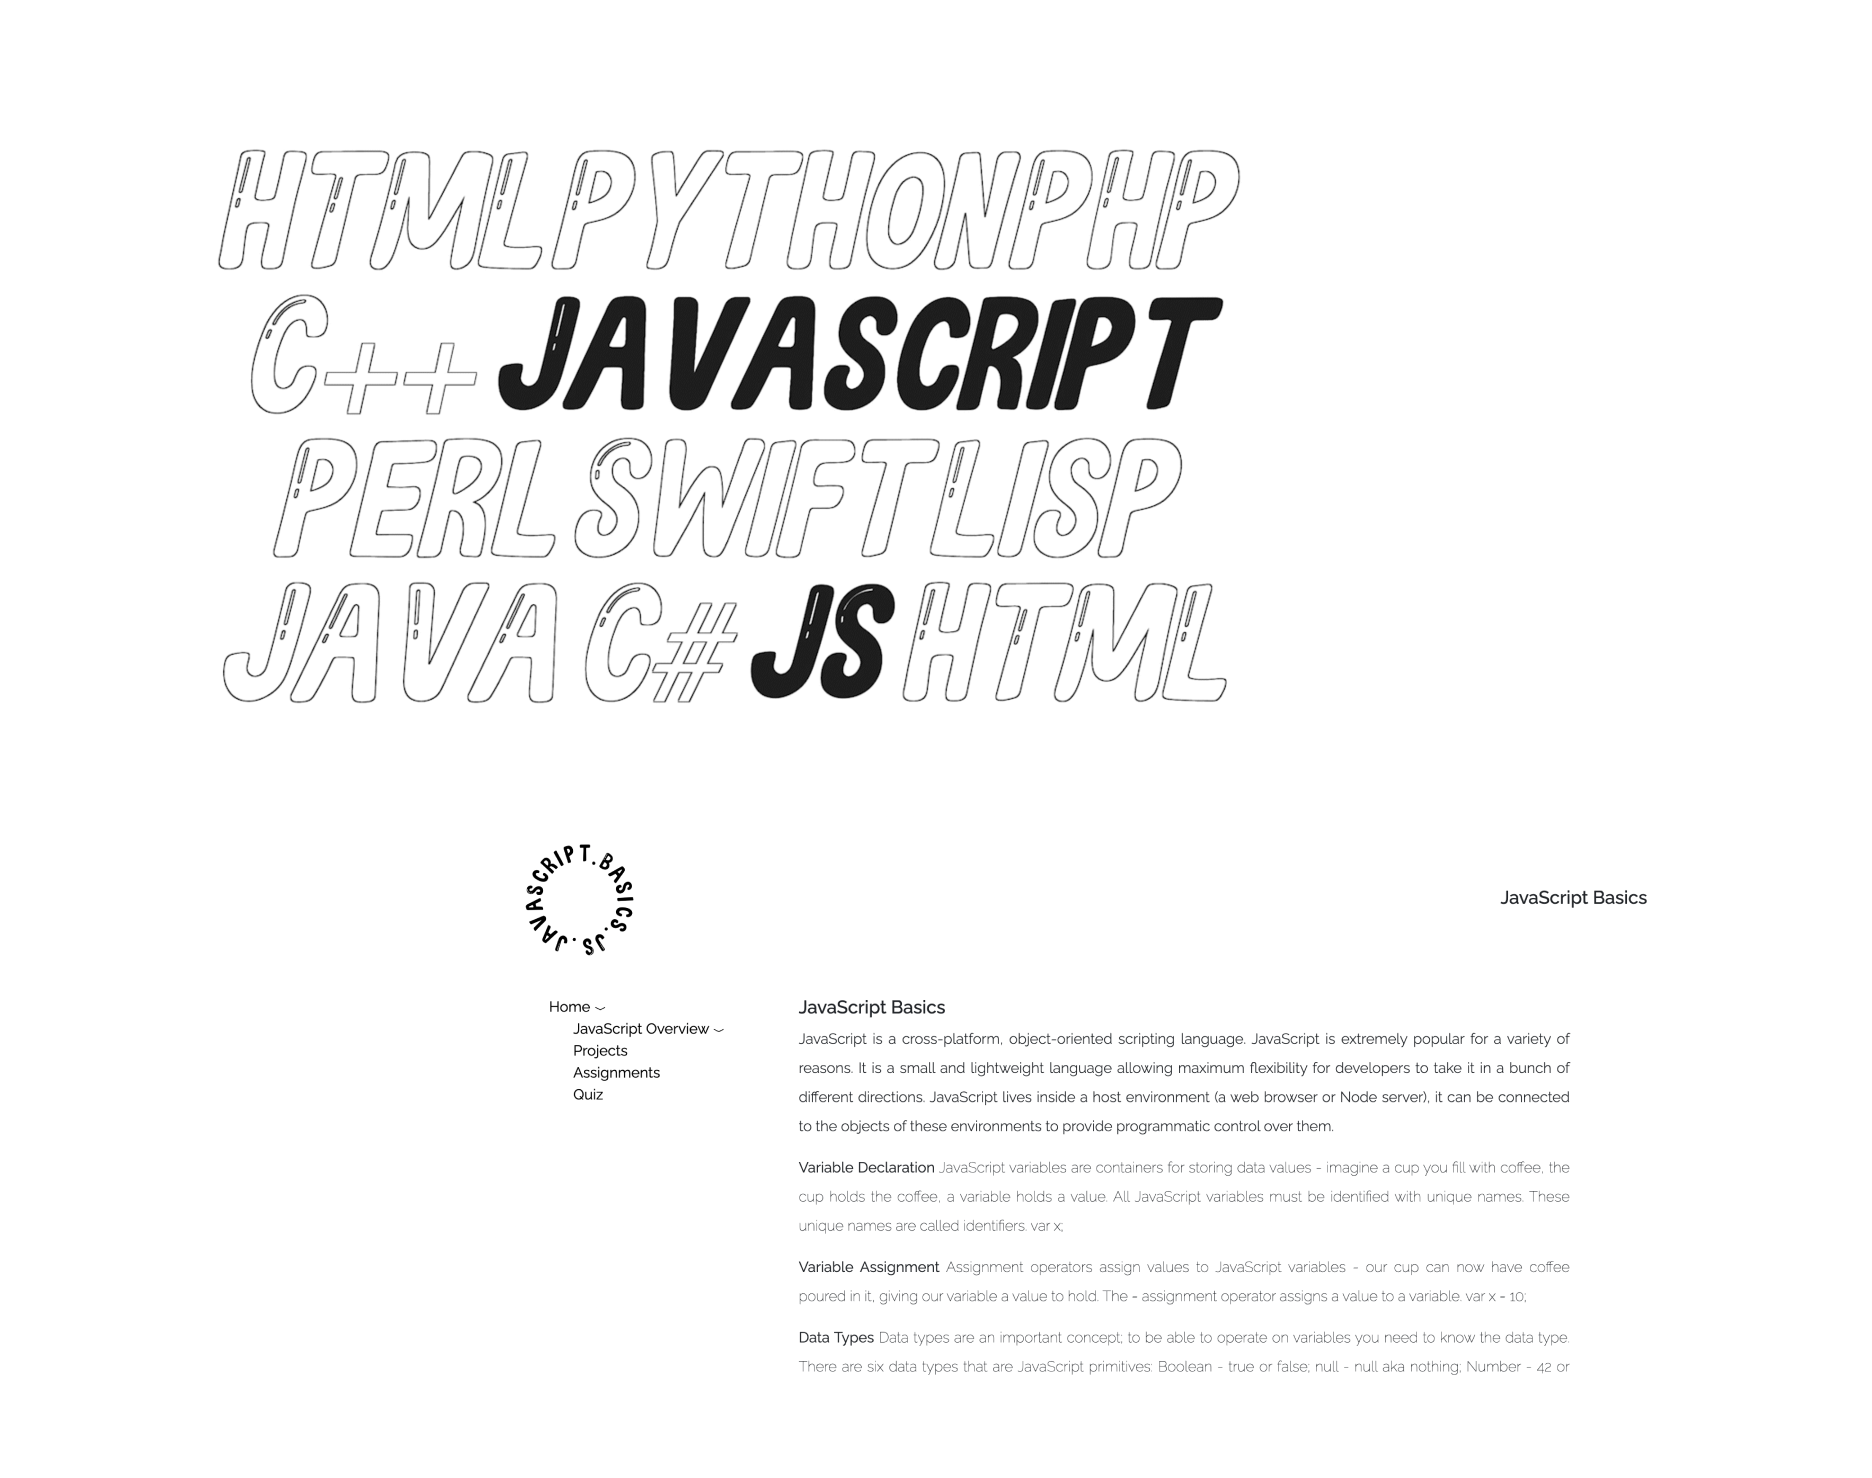 HTML PYTHON PHP
C++ JAVASCRIPT
PERL SWIFT LISP
JAVA C# JS HTML
JAVASCRIPT.BASICS.JS.
JavaScript Basics
Home
JavaScript Overview
Projects
Assignments
Quiz
JavaScript Basics
JavaScript is a cross-platform, object-oriented scripting language. JavaScript is extremely popular for a variety of
reasons. It is a small and lightweight language allowing maximum flexibility for developers to take it in a bunch of
different directions. JavaScript lives inside a host environment (a web browser or Node server), it can be connected
to the objects of these environments to provide programmatic control over them.
Variable Declaration JavaScript variables are containers for storing data values - imagine a cup you fill with coffee, the
cup holds the coffee, a variable holds a value. All JavaScript variables must be identified with unique names. These
unique names are called identifiers. var x;
Variable Assignment Assignment operators assign values to JavaScript variables - our cup can now have coffee
poured in it, giving our variable a value to hold. The = assignment operator assigns a value to a variable. var x = 10;
Data Types Data types are an important concept; to be able to operate on variables you need to know the data type.
There are six data types that are JavaScript primitives: Boolean - true or false; null - null aka nothing; Number - 42 or